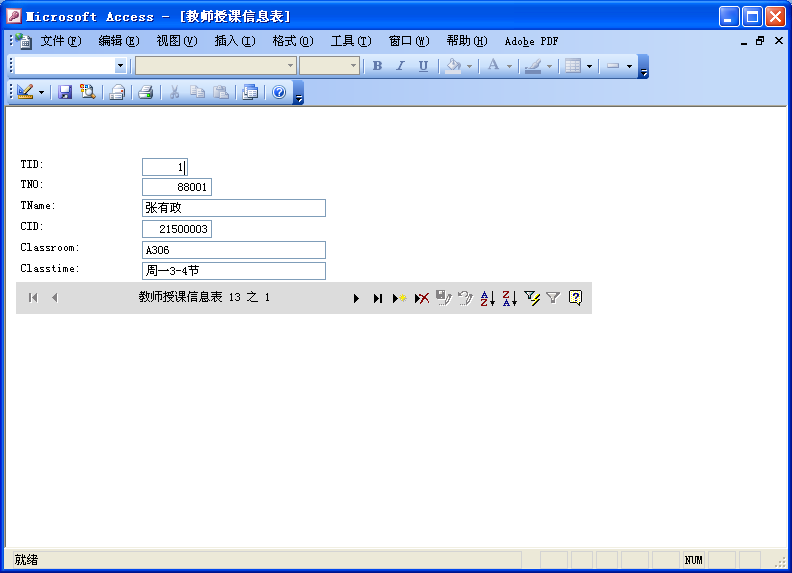 Microsoft Access - [教师授课信息表]
文件(F) 编辑(E) 视图(V) 插入(I) 格式(O) 工具(T) 窗口(W) 帮助(H) Adobe PDF
B I U A
TID: 1
TNO: 88001
TName: 张有政
CID: 21500003
Classroom: A306
Classtime: 周一3-4节
教师授课信息表 13 之 1
就绪 NUM